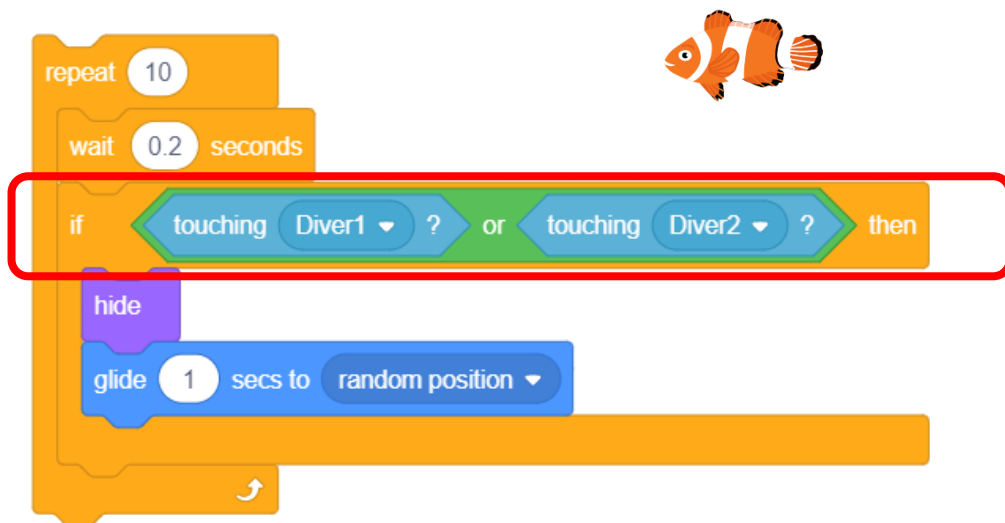 repeat 10
wait 0.2 seconds
if touching Diver1 ? or touching Diver2 ? then
hide
glide 1 secs to random position